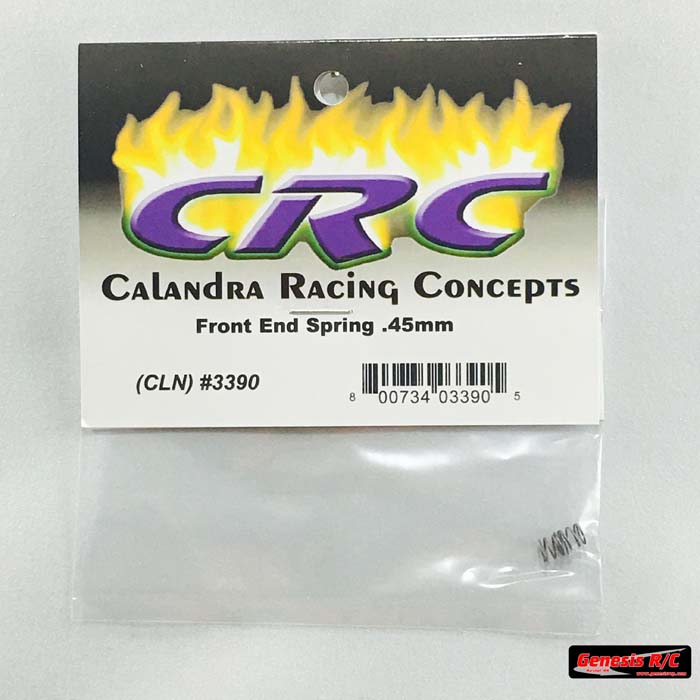 CRC
Calandra Racing Concepts
Front End Spring .45mm
(CLN) #3390
8 00734 03390 5
Genesis R/C